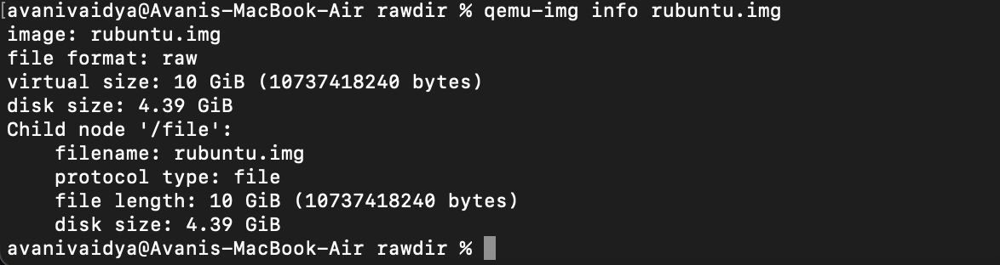 [avanivaidya@Avanis-MacBook-Air rawdir % qemu-img info rubuntu.img
image: rubuntu.img
file format: raw
virtual size: 10 GiB (10737418240 bytes)
disk size: 4.39 GiB
Child node '/file':
    filename: rubuntu.img
    protocol type: file
    file length: 10 GiB (10737418240 bytes)
    disk size: 4.39 GiB
avanivaidya@Avanis-MacBook-Air rawdir %